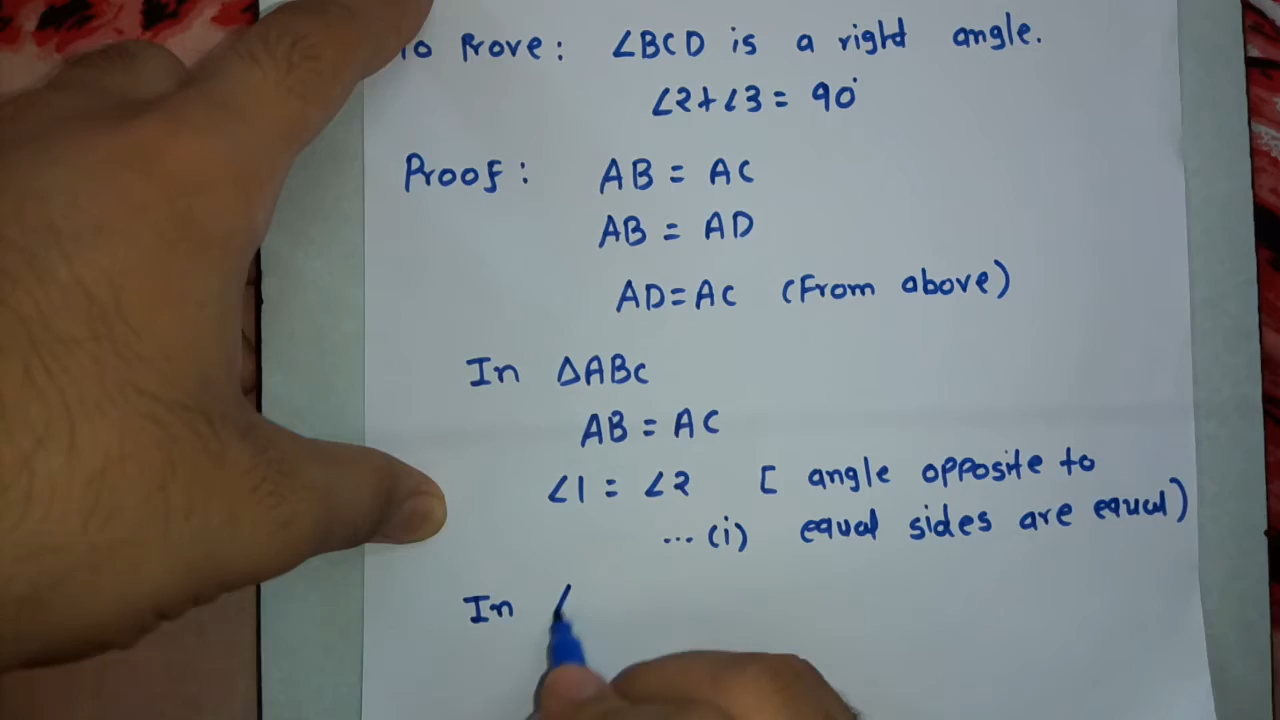 To Prove: ∠BCD is a right angle.
∠2+∠3 = 90°
Proof: AB = AC
AB = AD
AD=AC (From above)
In ΔABC
AB = AC
∠1 = ∠2 [ angle opposite to
... (i) equal sides are equal)
In